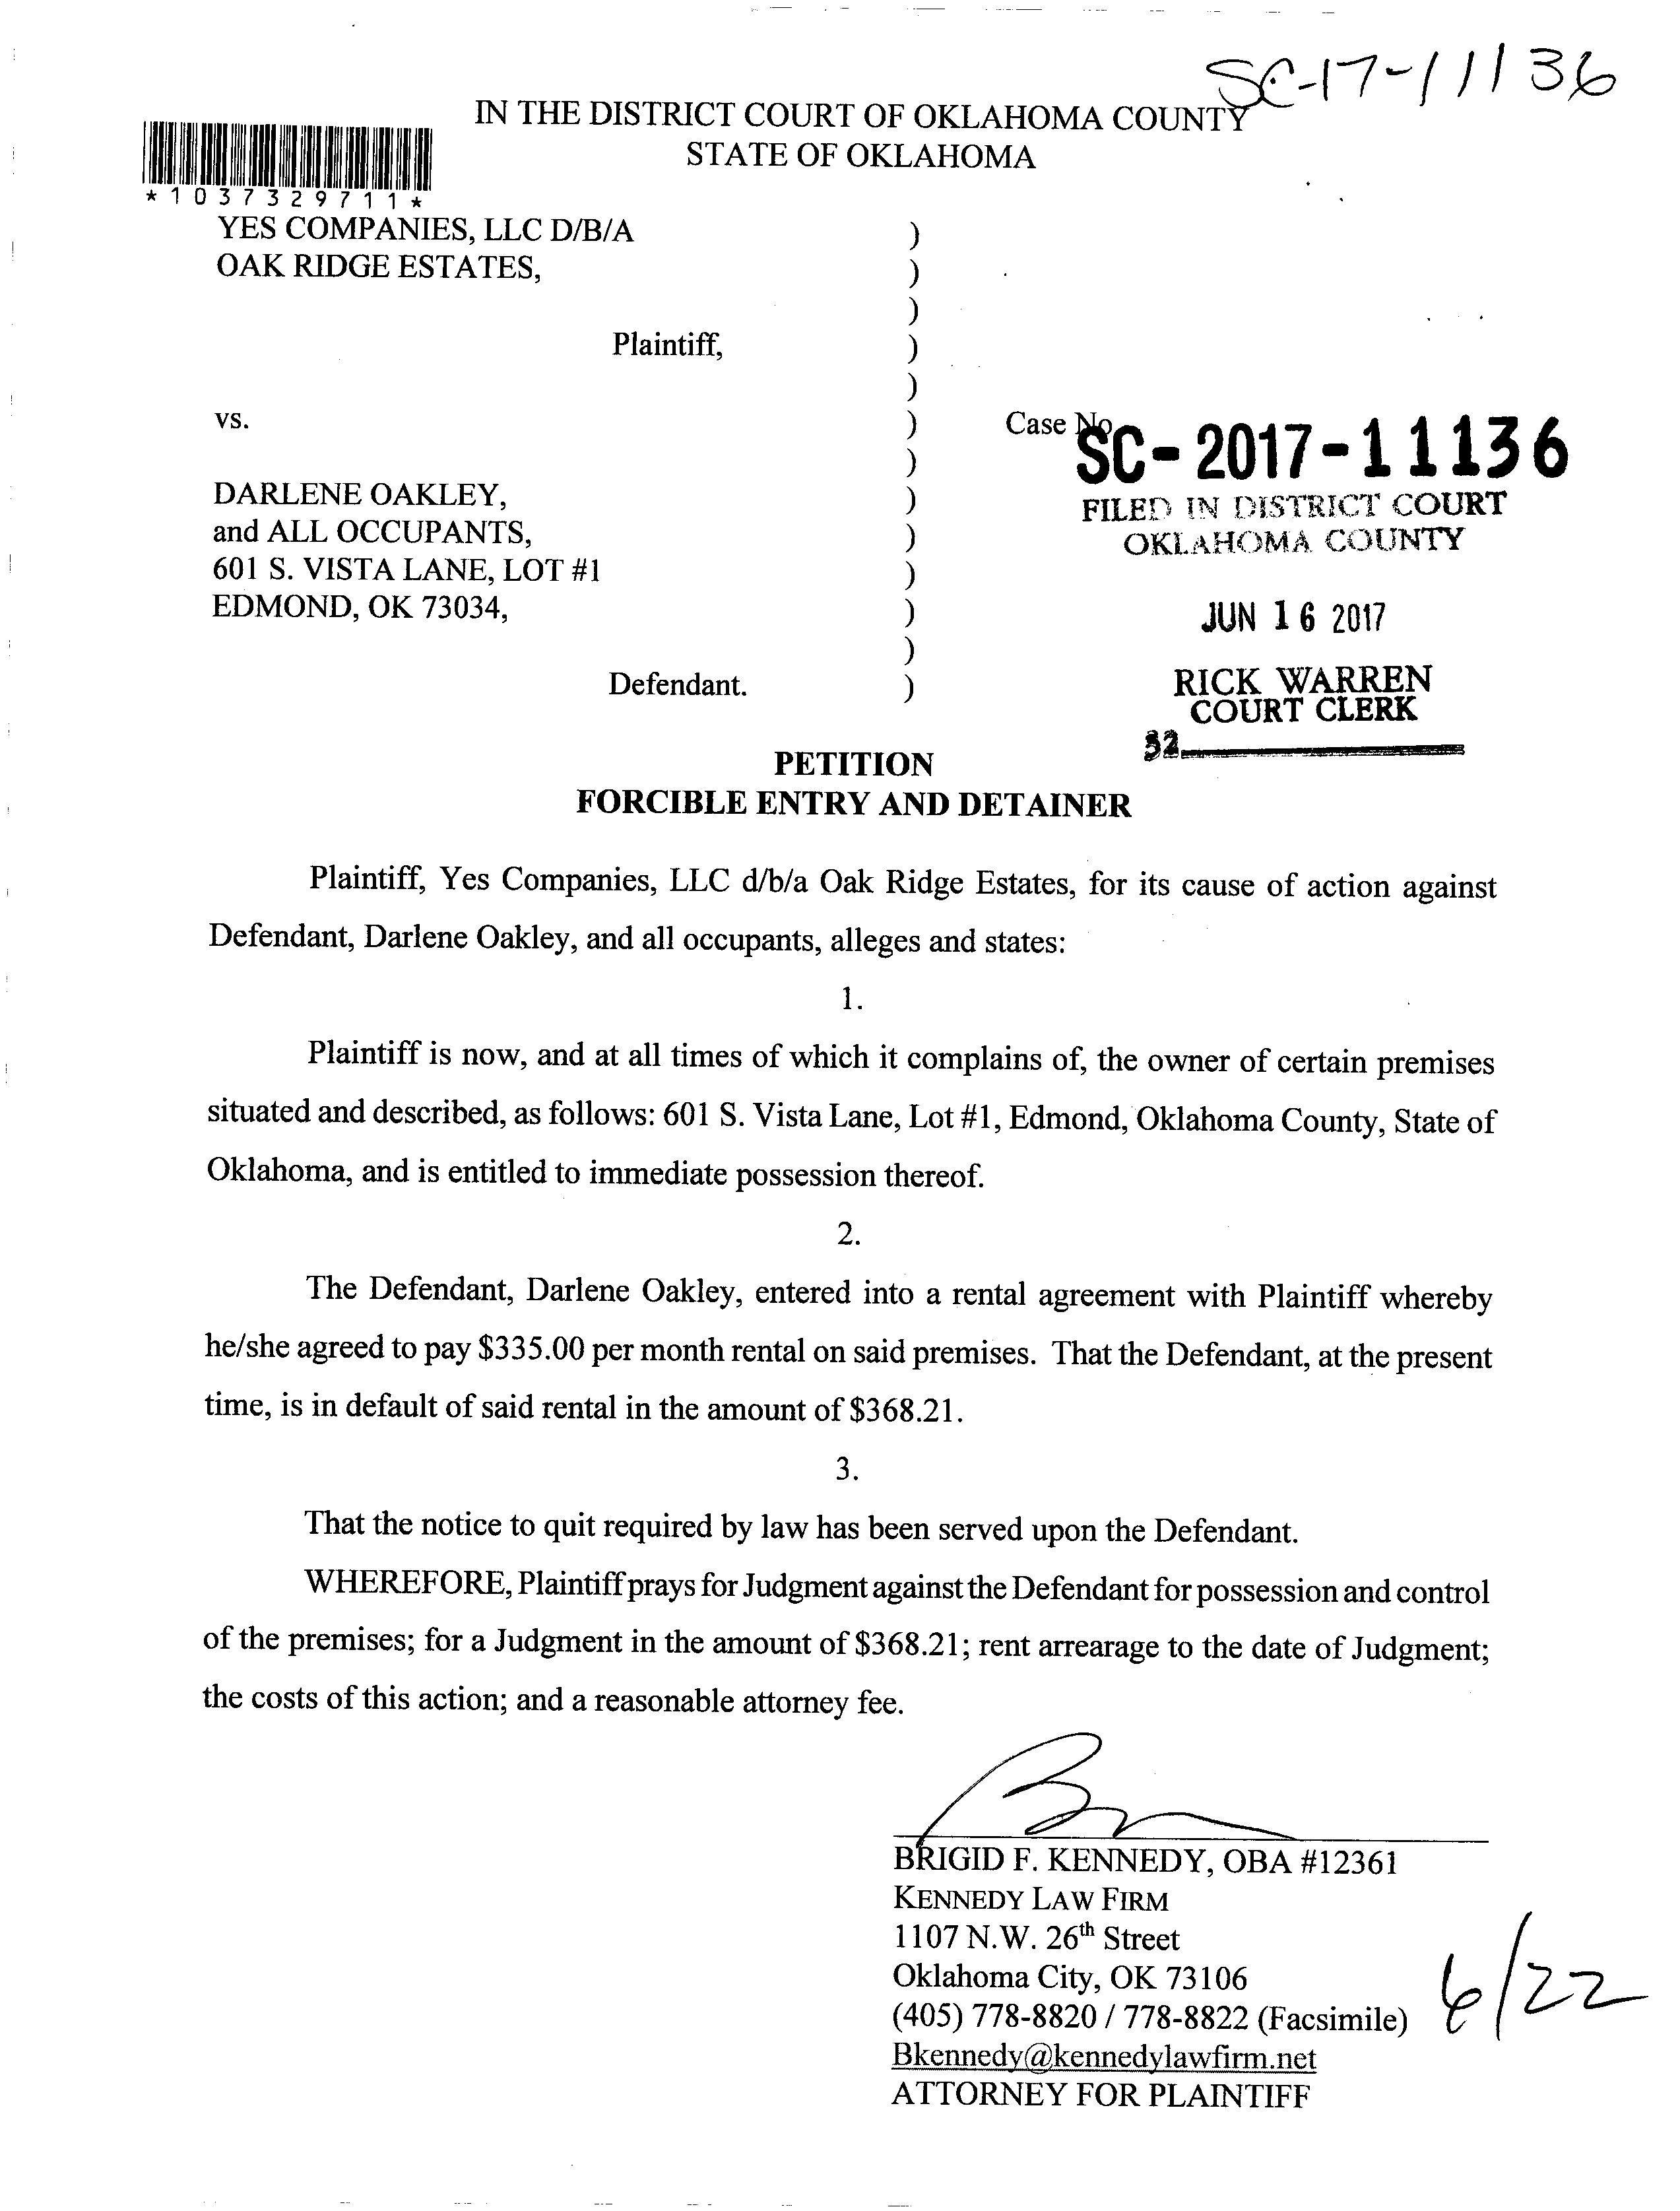 SC-17-11136
IN THE DISTRICT COURT OF OKLAHOMA COUNTY
STATE OF OKLAHOMA
*1037329711*
YES COMPANIES, LLC D/B/A )
OAK RIDGE ESTATES, )
)
Plaintiff, )
)
vs. ) Case No.
SC-2017-11136
)
DARLENE OAKLEY, )
FILED IN DISTRICT COURT
and ALL OCCUPANTS, )
OKLAHOMA COUNTY
601 S. VISTA LANE, LOT #1 )
EDMOND, OK 73034, )
JUN 16 2017
)
Defendant. )
RICK WARREN
COURT CLERK
32
PETITION
FORCIBLE ENTRY AND DETAINER
Plaintiff, Yes Companies, LLC d/b/a Oak Ridge Estates, for its cause of action against
Defendant, Darlene Oakley, and all occupants, alleges and states:
1.
Plaintiff is now, and at all times of which it complains of, the owner of certain premises
situated and described, as follows: 601 S. Vista Lane, Lot #1, Edmond, Oklahoma County, State of
Oklahoma, and is entitled to immediate possession thereof.
2.
The Defendant, Darlene Oakley, entered into a rental agreement with Plaintiff whereby
he/she agreed to pay $335.00 per month rental on said premises. That the Defendant, at the present
time, is in default of said rental in the amount of $368.21.
3.
That the notice to quit required by law has been served upon the Defendant.
WHEREFORE, Plaintiff prays for Judgment against the Defendant for possession and control
of the premises; for a Judgment in the amount of $368.21; rent arrearage to the date of Judgment;
the costs of this action; and a reasonable attorney fee.
BRIGID F. KENNEDY, OBA #12361
KENNEDY LAW FIRM
1107 N.W. 26th Street
Oklahoma City, OK 73106
(405) 778-8820 / 778-8822 (Facsimile)
6/22
Bkennedy@kennedylawfirm.net
ATTORNEY FOR PLAINTIFF